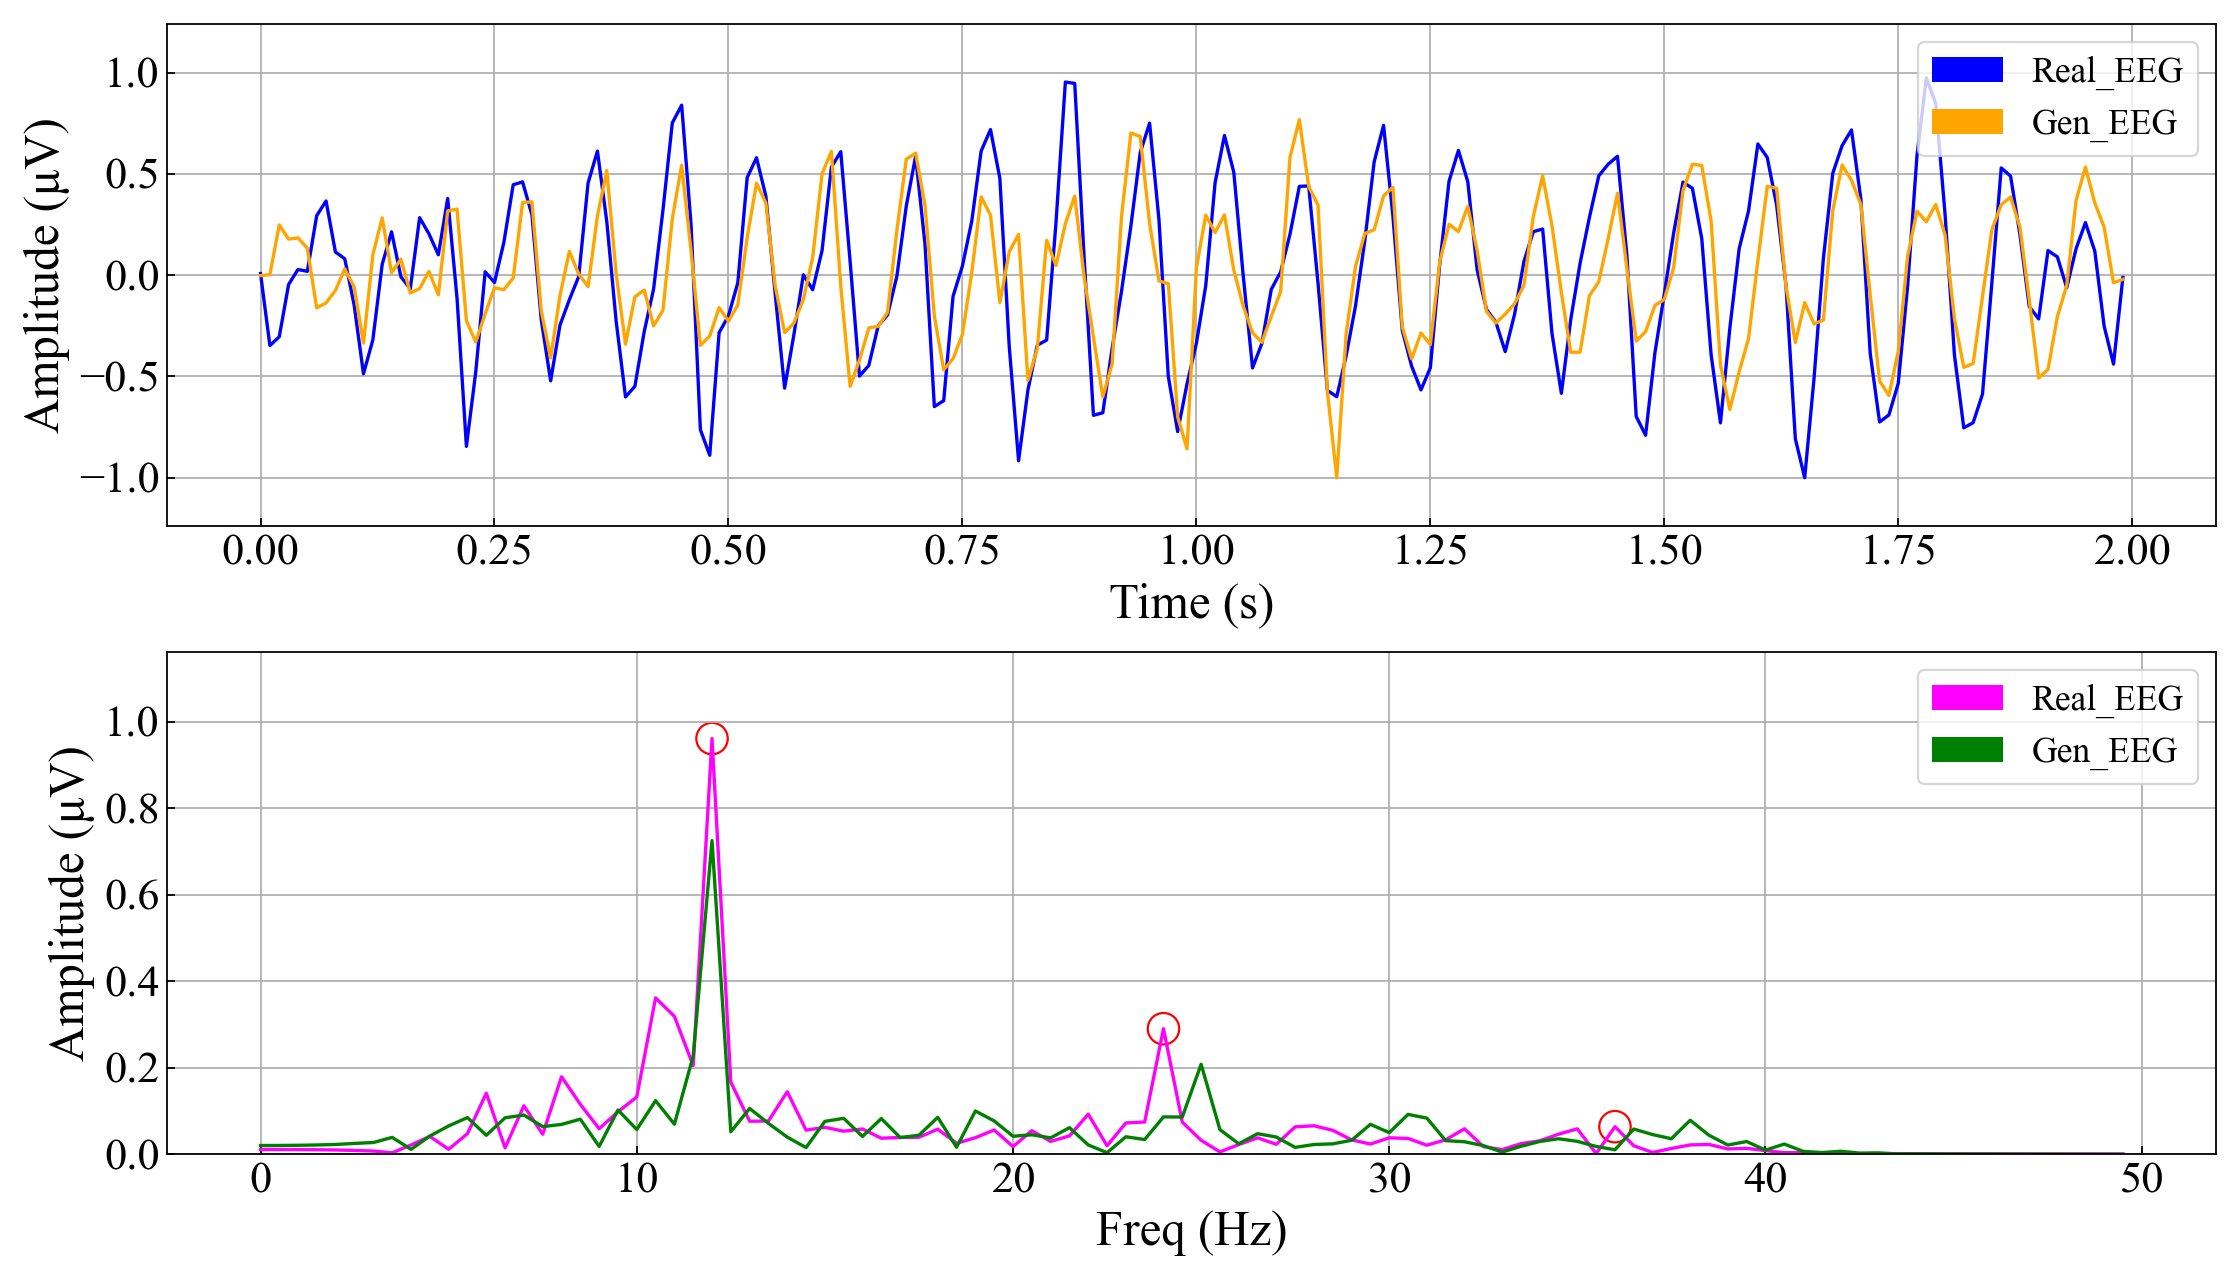 Amplitude (μV)
1.0
0.5
0.0
−0.5
−1.0
Real_EEG
Gen_EEG
0.00 0.25 0.50 0.75 1.00 1.25 1.50 1.75 2.00
Time (s)
Amplitude (μV)
1.0
0.8
0.6
0.4
0.2
0.0
Real_EEG
Gen_EEG
0 10 20 30 40 50
Freq (Hz)